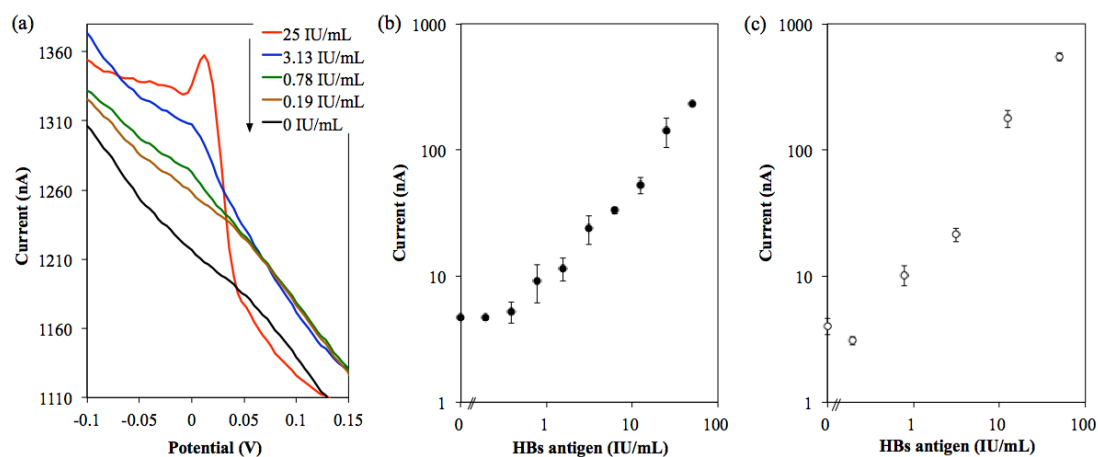 (a)
25 IU/mL
3.13 IU/mL
0.78 IU/mL
0.19 IU/mL
0 IU/mL
1360
1310
1260
1210
1160
1110
Current (nA)
-0.1 -0.05 0 0.05 0.1 0.15
Potential (V)
(b)
1000
100
10
1
Current (nA)
0 1 10 100
HBs antigen (IU/mL)
(c)
1000
100
10
1
Current (nA)
0 1 10 100
HBs antigen (IU/mL)